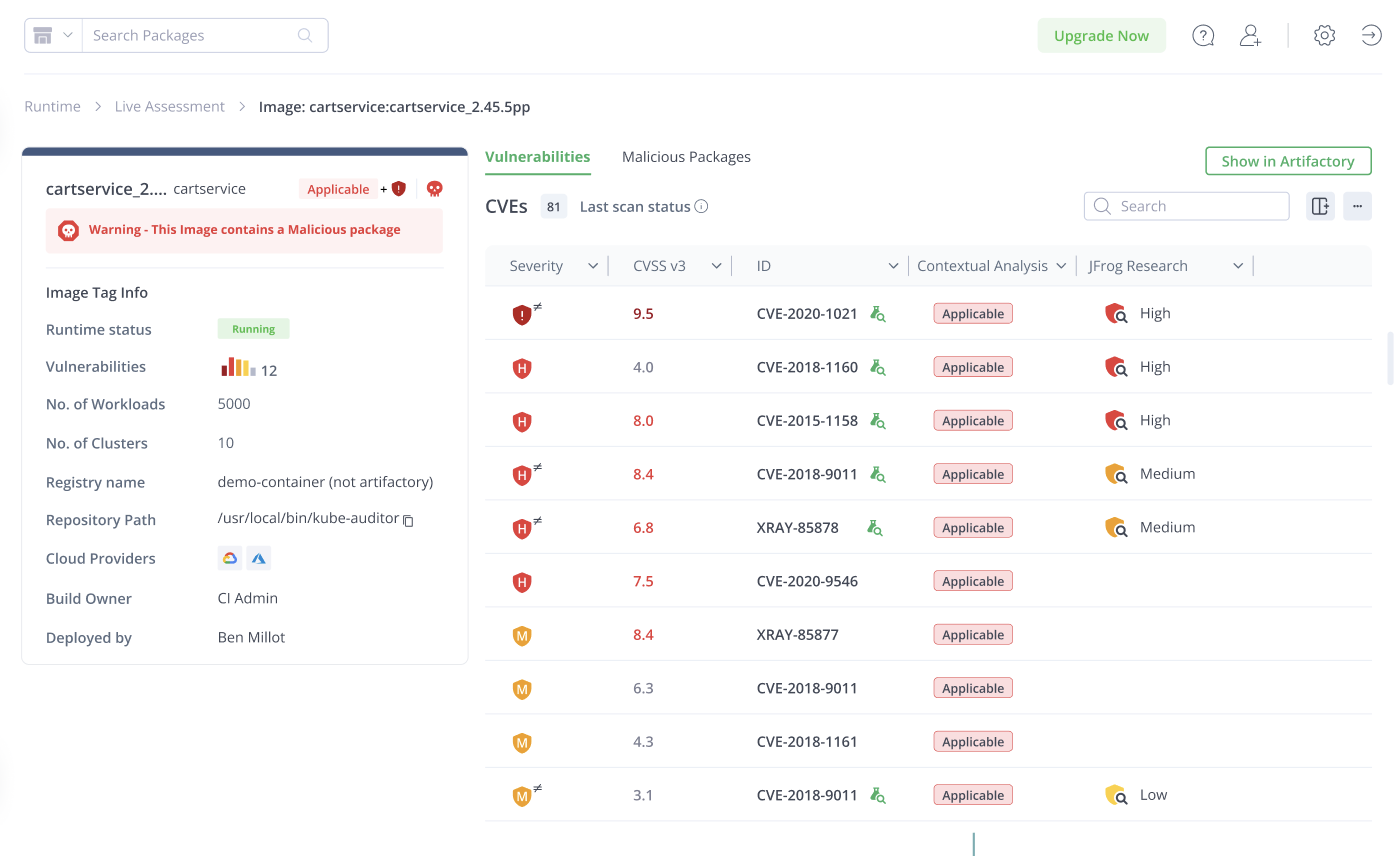 Search Packages
Upgrade Now
Runtime > Live Assessment > Image: cartservice:cartservice_2.45.5pp
cartservice_2.... cartservice Applicable +
Warning - This Image contains a Malicious package
Image Tag Info
Runtime status Running
Vulnerabilities 12
No. of Workloads 5000
No. of Clusters 10
Registry name demo-container (not artifactory)
Repository Path /usr/local/bin/kube-auditor
Cloud Providers
Build Owner CI Admin
Deployed by Ben Millot
Vulnerabilities Malicious Packages
Show in Artifactory
CVEs 81 Last scan status
Search
Severity CVSS v3 ID Contextual Analysis JFrog Research
! ≠ 9.5 CVE-2020-1021 Applicable High
H 4.0 CVE-2018-1160 Applicable High
H 8.0 CVE-2015-1158 Applicable High
H ≠ 8.4 CVE-2018-9011 Applicable Medium
H ≠ 6.8 XRAY-85878 Applicable Medium
H 7.5 CVE-2020-9546 Applicable
M 8.4 XRAY-85877 Applicable
M 6.3 CVE-2018-9011 Applicable
M 4.3 CVE-2018-1161 Applicable
M ≠ 3.1 CVE-2018-9011 Applicable Low